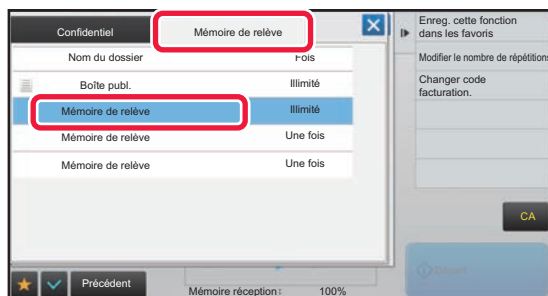 Confidentiel
Mémoire de relève
Nom du dossier
Fois
Boîte publ.
Illimité
Mémoire de relève
Illimité
Mémoire de relève
Une fois
Mémoire de relève
Une fois
Précédent
Mémoire réception:
100%
Enreg. cette fonction
dans les favoris
Modifier le nombre de répétitions
Changer code
facturation.
CA
Départ